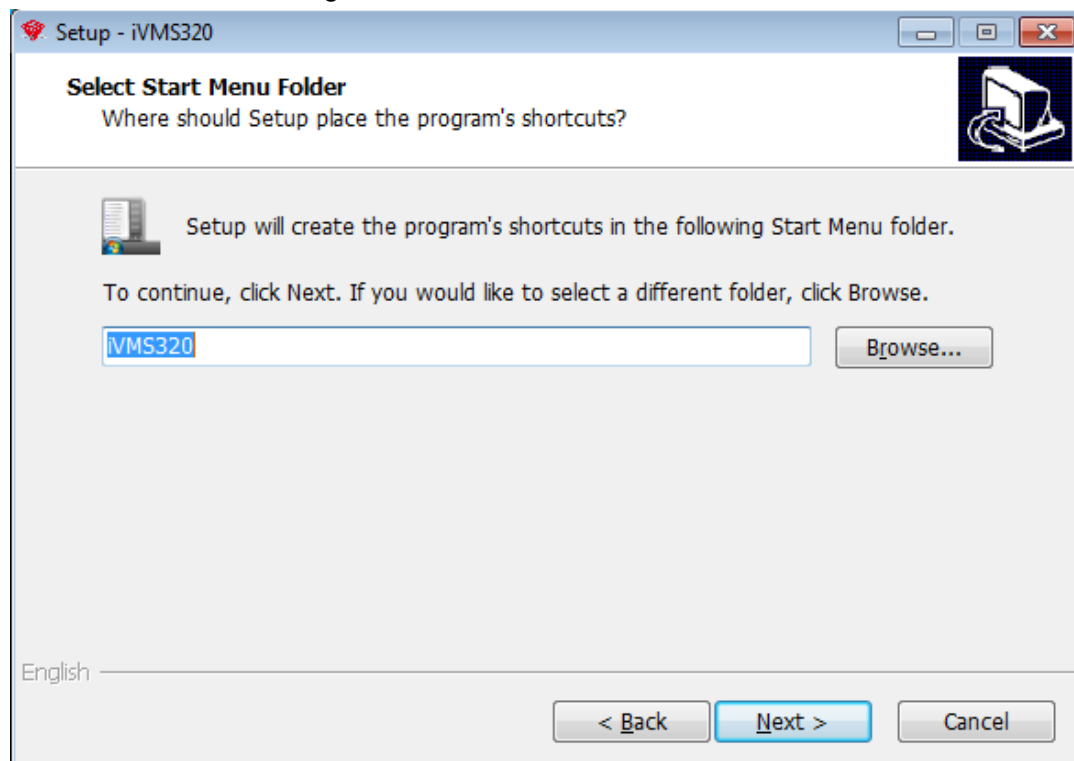 Setup - iVMS320
Select Start Menu Folder
Where should Setup place the program's shortcuts?
Setup will create the program's shortcuts in the following Start Menu folder.
To continue, click Next. If you would like to select a different folder, click Browse.
iVMS320
Browse...
English
< Back
Next >
Cancel